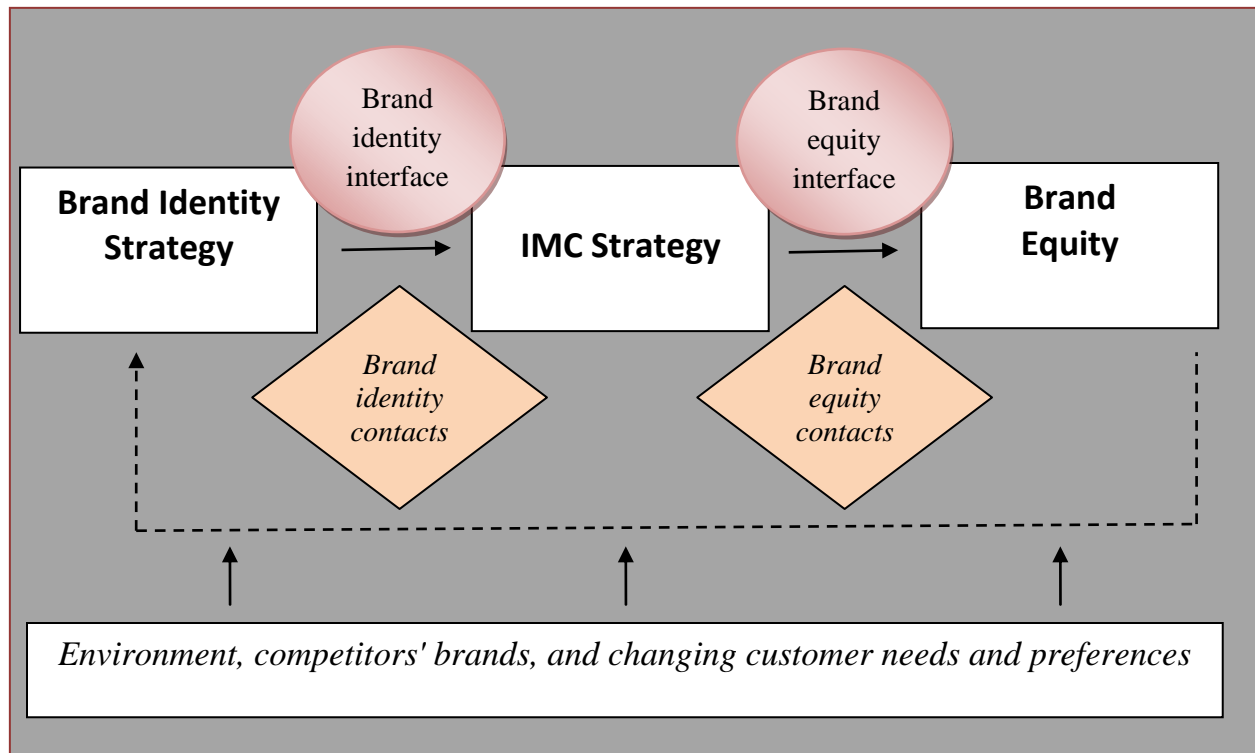 Brand
identity
interface
Brand
equity
interface
Brand Identity
Strategy
IMC Strategy
Brand
Equity
Brand
identity
contacts
Brand
equity
contacts
Environment, competitors' brands, and changing customer needs and preferences